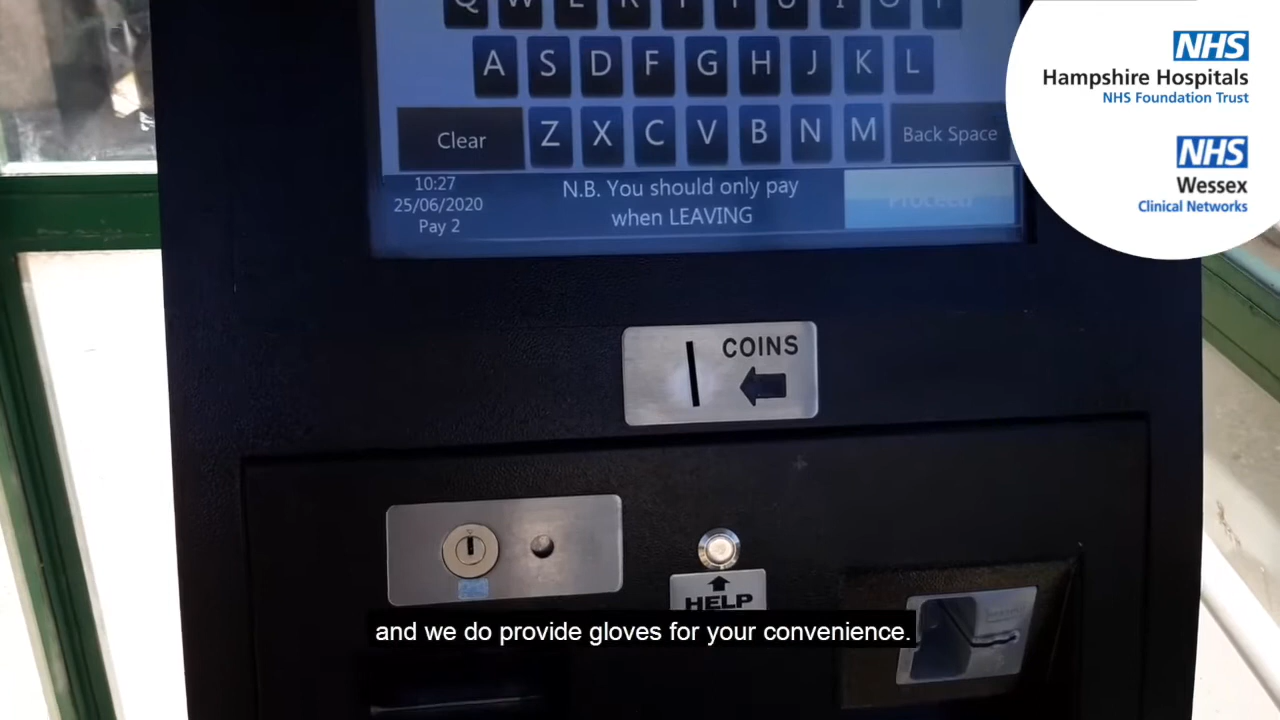 Q W E R T Y U I O P
A S D F G H J K L
Clear Z X C V B N M Back Space
10:27
25/06/2020
Pay 2
N.B. You should only pay
when LEAVING
Proceed
COINS
HELP
and we do provide gloves for your convenience.
NHS
Hampshire Hospitals
NHS Foundation Trust
NHS
Wessex
Clinical Networks